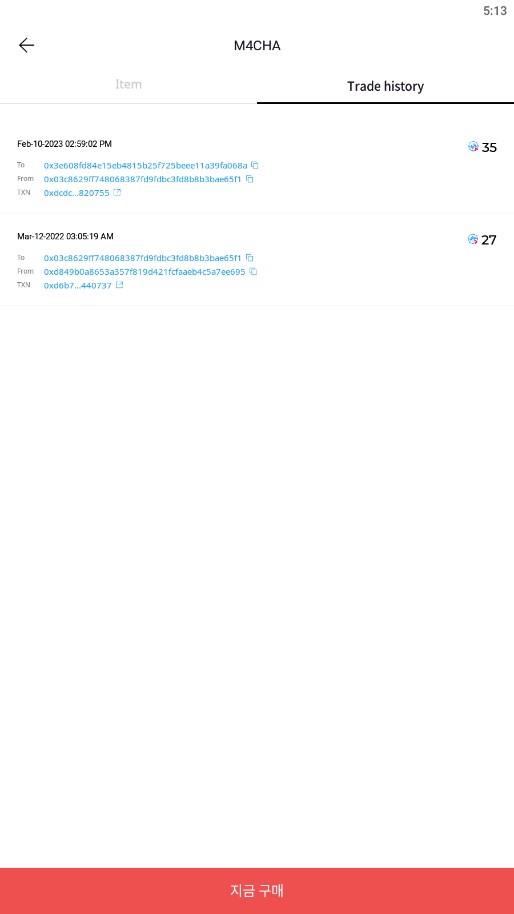 5:13
M4CHA
Item
Trade history
Feb-10-2023 02:59:02 PM
35
To 0x3e608fd84e15eb4815b25f725beee11a39fa068a
From 0x03c8629ff748068387fd9fdbc3fd8b8b3bae65f1
TXN 0xdcdc...820755
Mar-12-2022 03:05:19 AM
27
To 0x03c8629ff748068387fd9fdbc3fd8b8b3bae65f1
From 0xd849b0a8653a357f819d421fcfaaeb4c5a7ee695
TXN 0xd6b7...440737
지금 구매